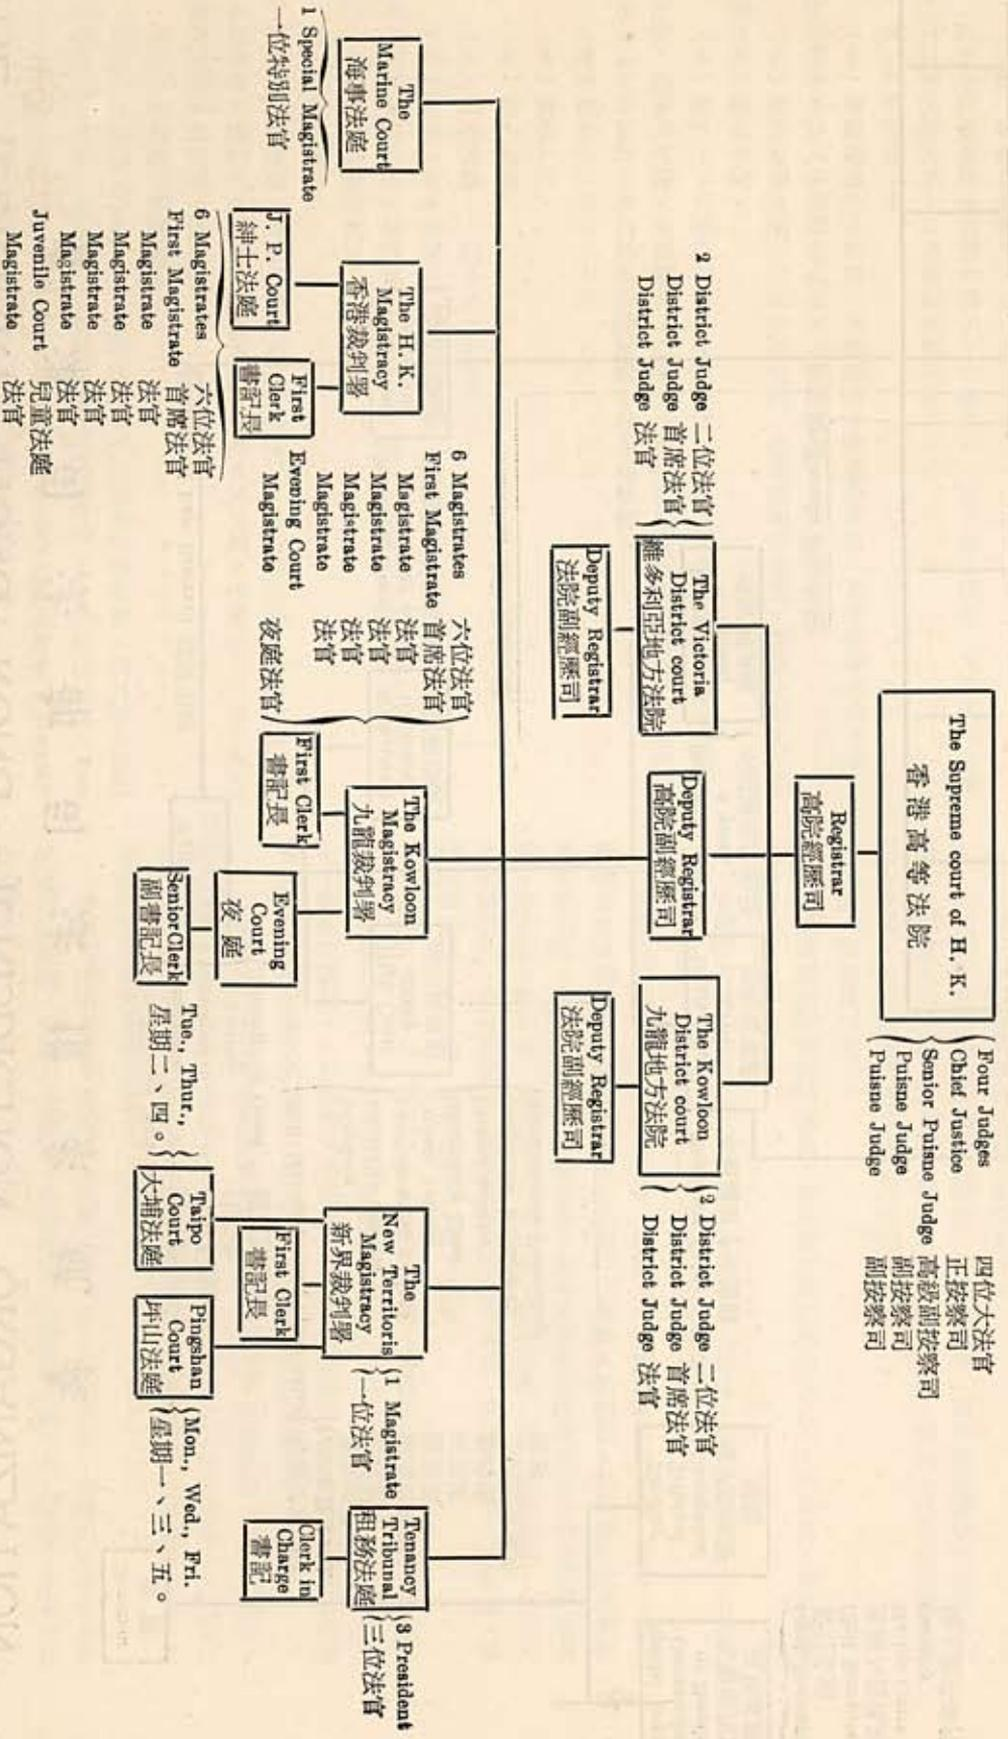 The Supreme court of H. K.
香港高等法院
Four Judges 四位大法官
Chief Justice 正按察司
Senior Puisne Judge 高級副按察司
Puisne Judge 副按察司
Puisne Judge 副按察司
Registrar
高院經歷司
2 District Judge 二位法官
District Judge 首席法官
District Judge 法官
The Victoria
District court
維多利亞地方法院
Deputy Registrar
法院副經歷司
Deputy Registrar
高院副經歷司
The Kowloon
District court
九龍地方法院
Deputy Registrar
法院副經歷司
2 District Judge 二位法官
District Judge 首席法官
District Judge 法官
The
Marine Court
海事法庭
1 Special Magistrate
一位特別法官
The H. K.
Magistracy
香港裁判署
J. P. Court
紳士法庭
First
Clerk
書記長
6 Magistrates 六位法官
First Magistrate 首席法官
Magistrate 法官
Magistrate 法官
Magistrate 法官
Magistrate 法官
Juvenile Court 兒童法庭
Magistrate 法官
6 Magistrates 六位法官
First Magistrate 首席法官
Magistrate 法官
Magistrate 法官
Magistrate 法官
Magistrate 法官
Evening Court
Magistrate 夜庭法官
The Kowloon
Magistracy
九龍裁判署
First Clerk
書記長
Evening
Court
夜庭
Senior Clerk
副書記長
The
New Territoris
Magistracy
新界裁判署
1 Magistrate
一位法官
First Clerk
書記長
Tue., Thur.,
星期二、四。
Taipo
Court
大埔法庭
Pingshan
Court
坪山法庭
Mon., Wed., Fri.
星期一、三、五。
Tenancy
Tribunal
租務法庭
3 President
三位法官
Clerk in
Charge
書記